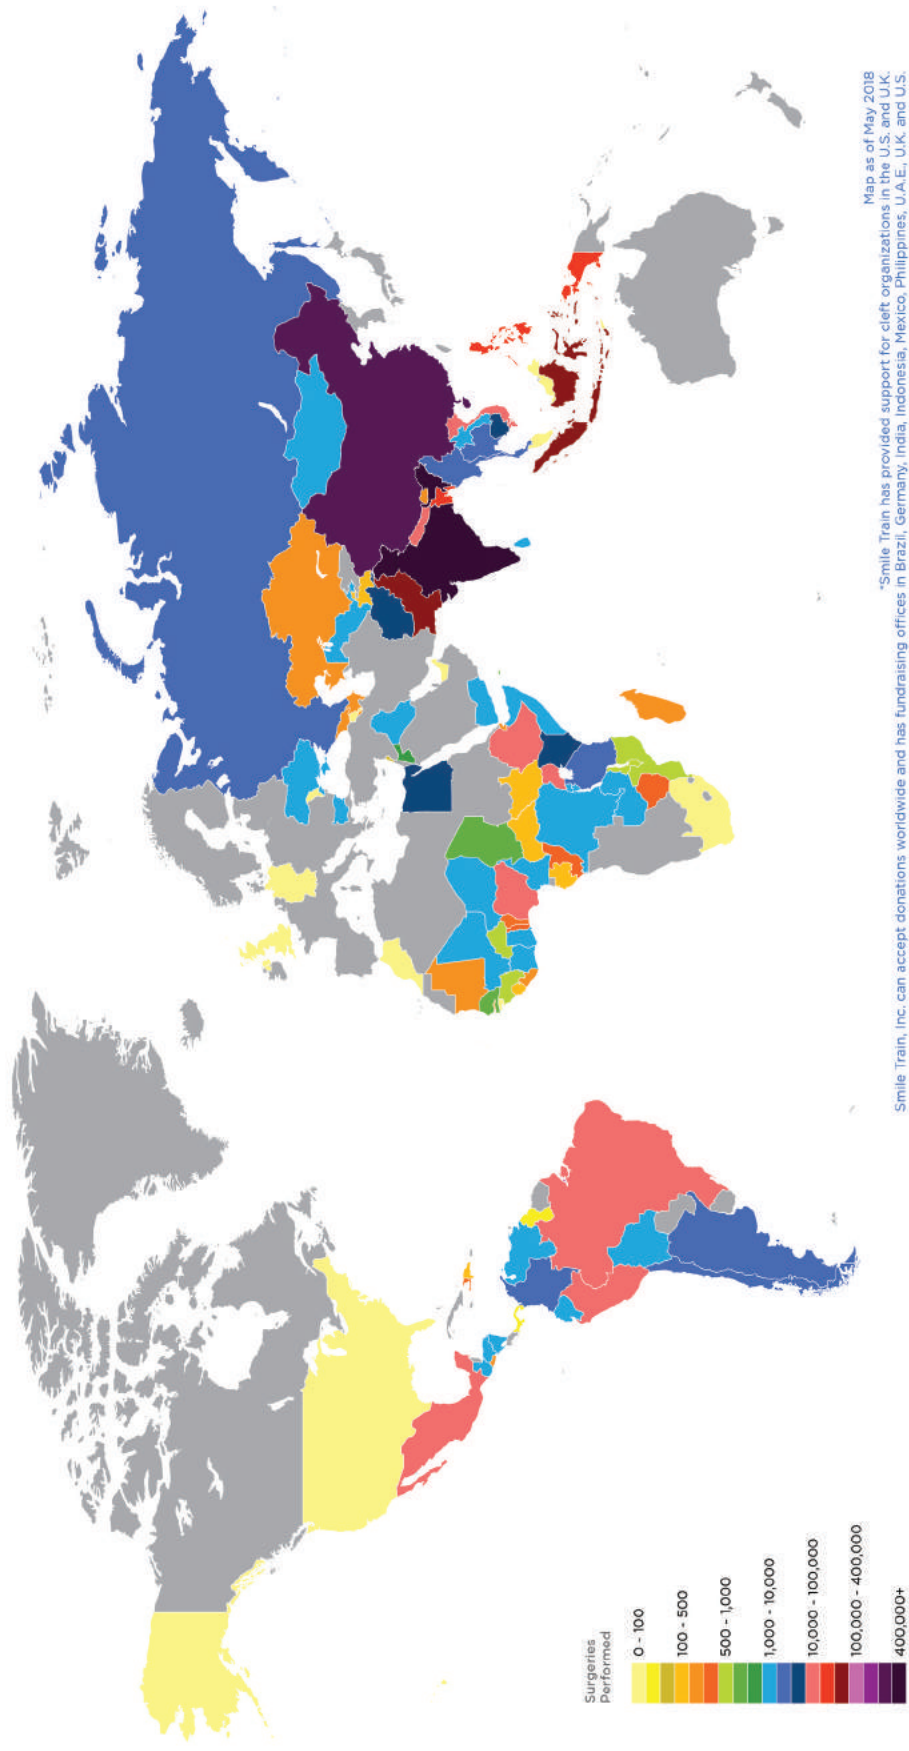 Surgeries
Performed
0 - 100
100 - 500
500 - 1,000
1,000 - 10,000
10,000 - 100,000
100,000 - 400,000
400,000+
Map as of May 2018
*Smile Train has provided support for cleft organizations in the U.S. and U.K.
Smile Train, Inc. can accept donations worldwide and has fundraising offices in Brazil, Germany, India, Indonesia, Mexico, Philippines, U.A.E., U.K. and U.S.